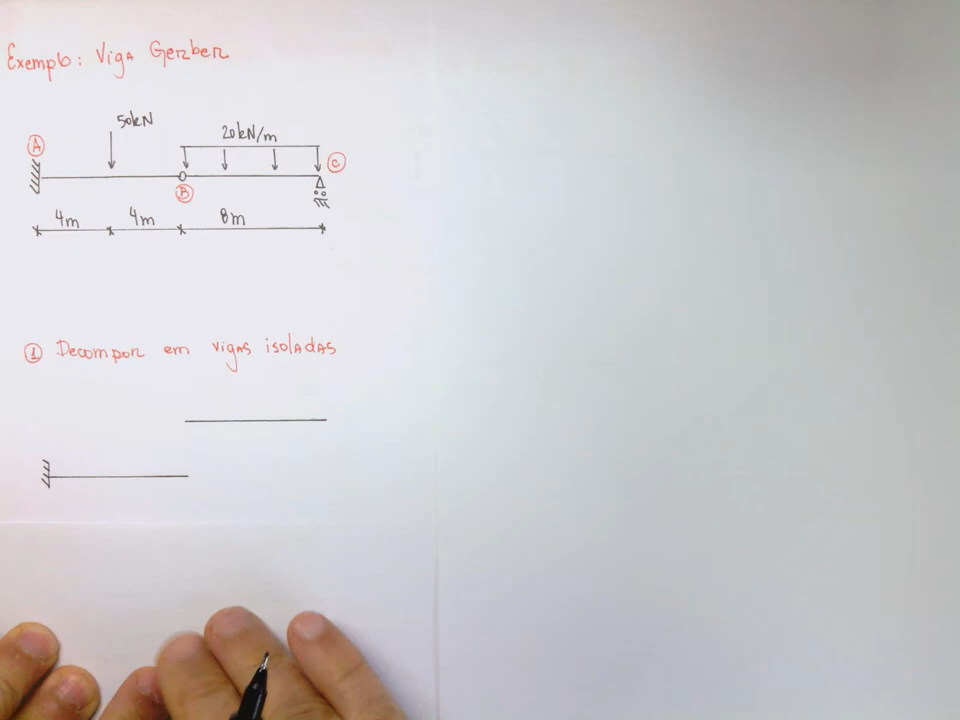 Exemplo: Viga Gerber
50kN
20kN/m
A
C
B
4m 4m 8m
1 Decompor em vigas isoladas